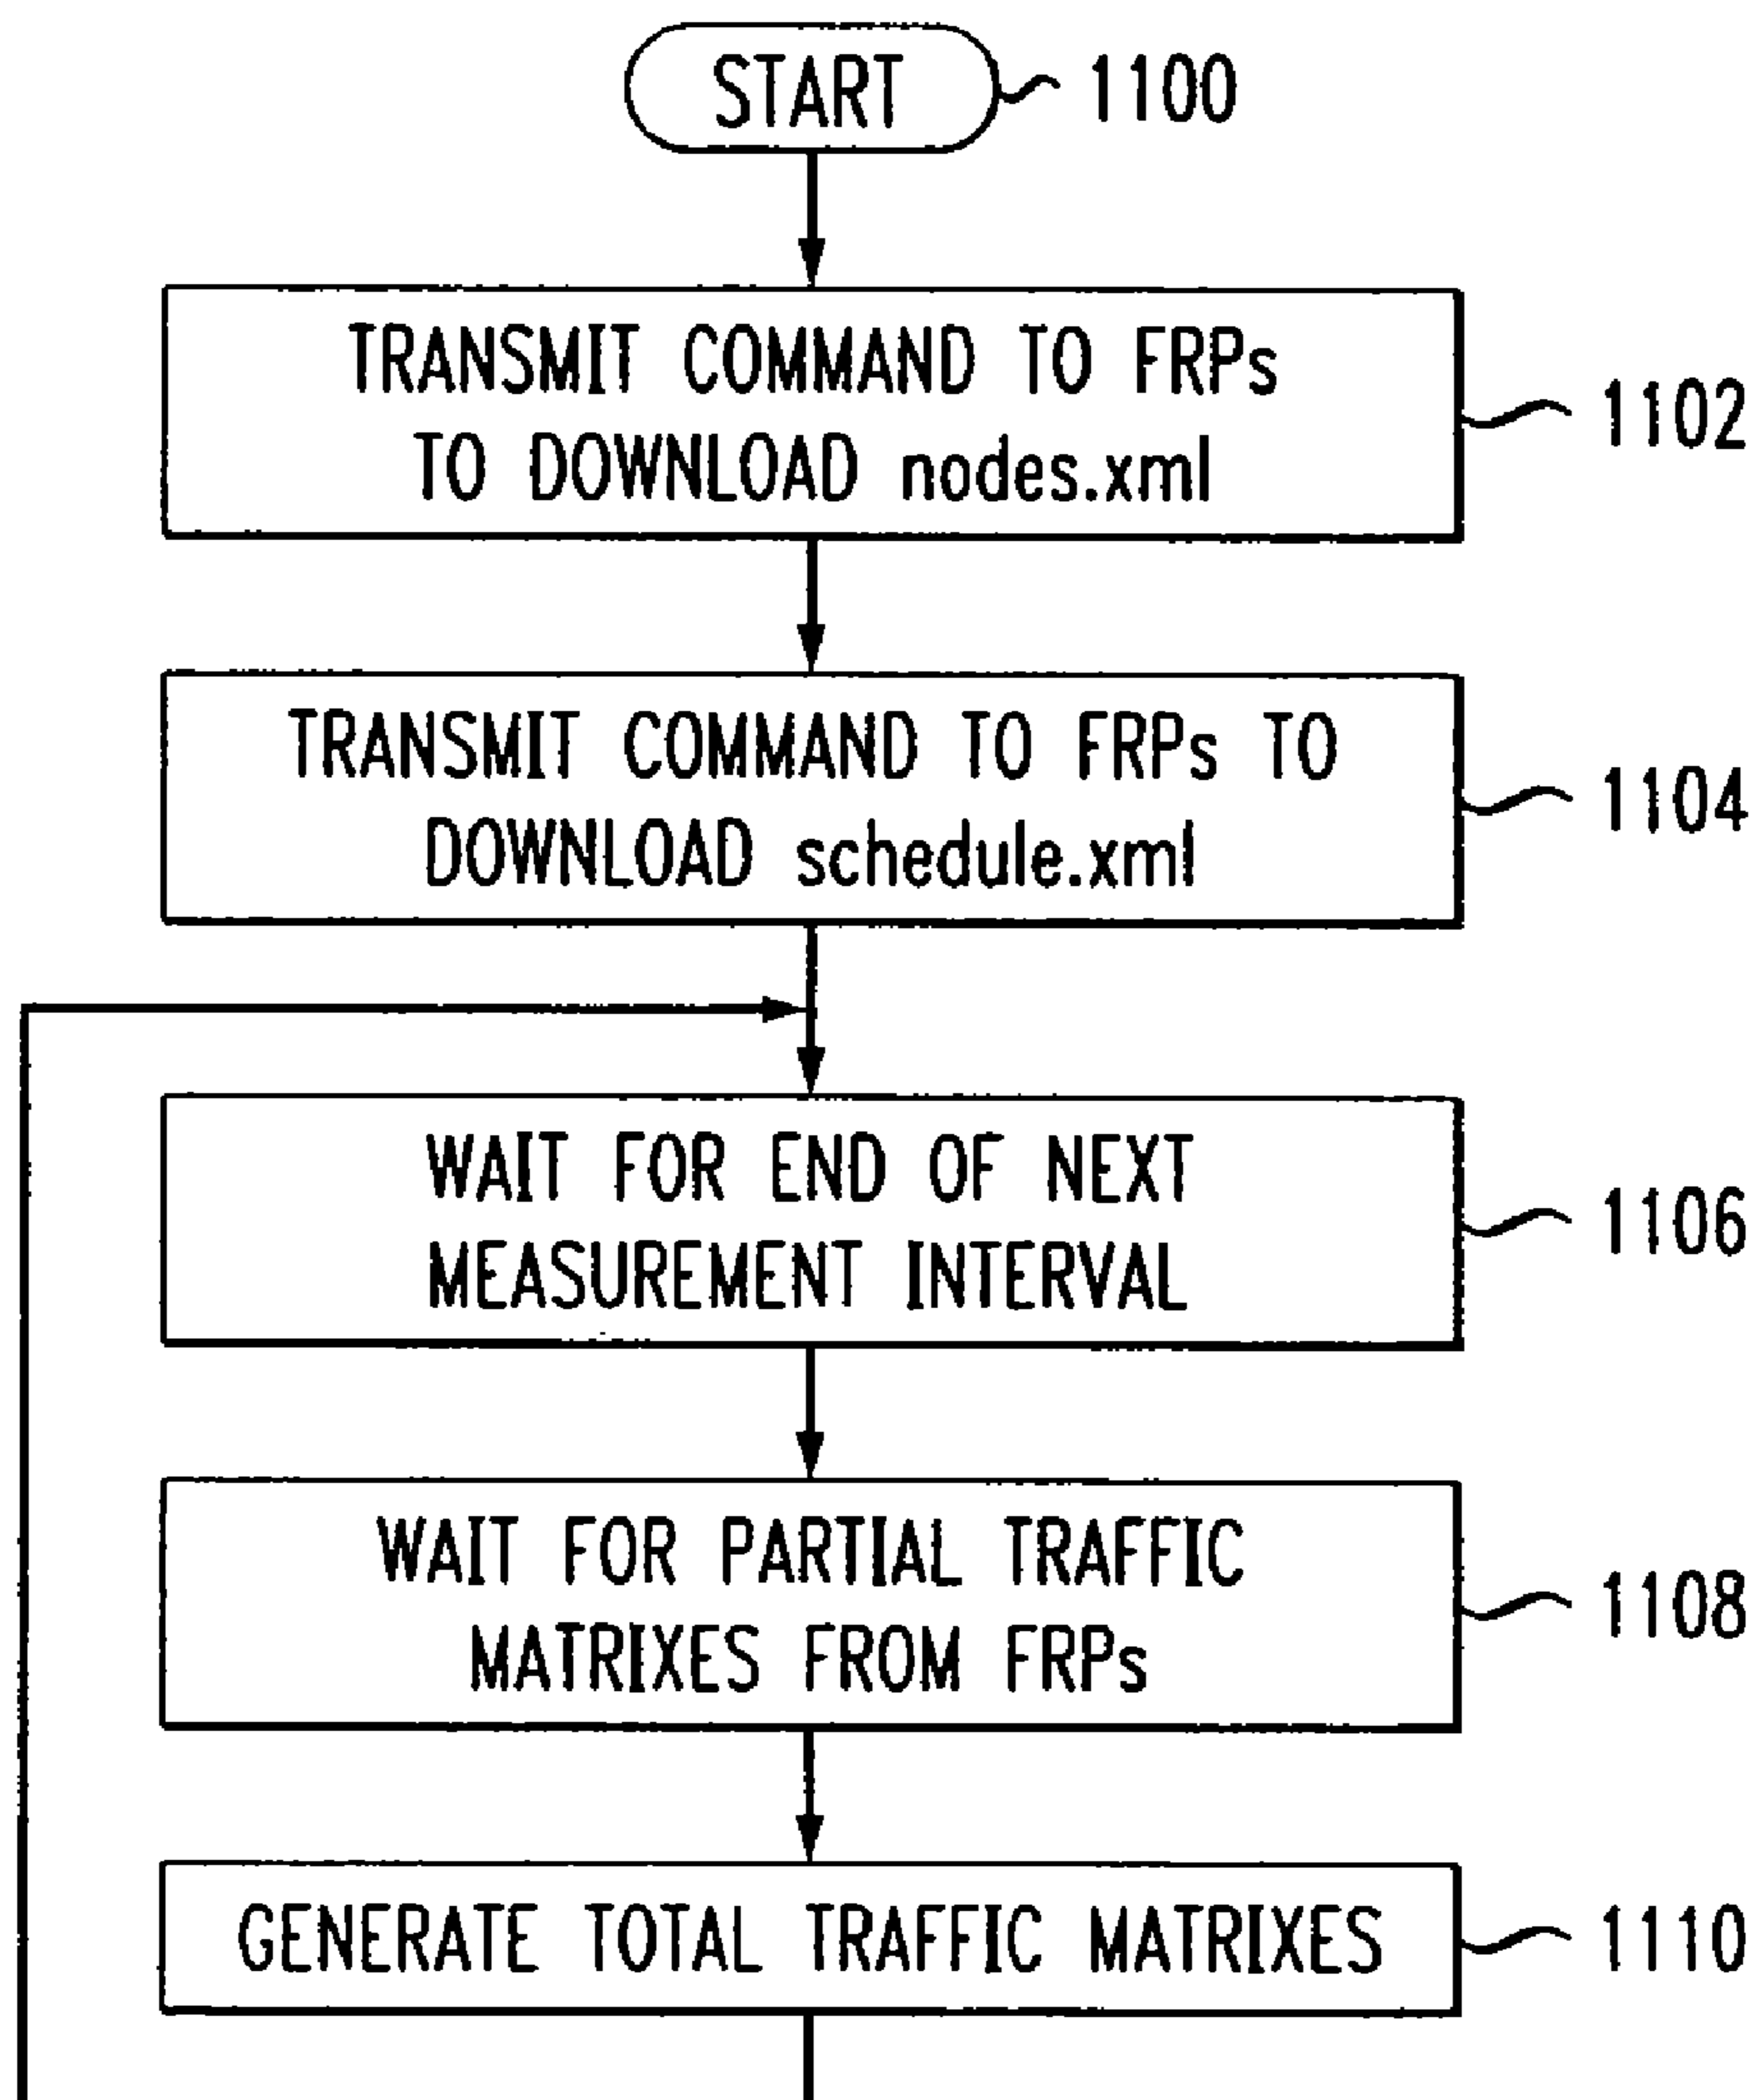 START
1100
TRANSMIT COMMAND TO FRPs
TO DOWNLOAD nodes.xml
1102
TRANSMIT COMMAND TO FRPs TO
DOWNLOAD schedule.xml
1104
WAIT FOR END OF NEXT
MEASUREMENT INTERVAL
1106
WAIT FOR PARTIAL TRAFFIC
MATRIXES FROM FRPs
1108
GENERATE TOTAL TRAFFIC MATRIXES
1110